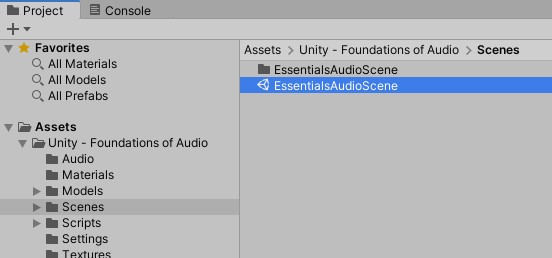 Project
Console
Favorites
All Materials
All Models
All Prefabs
Assets
Unity - Foundations of Audio
Audio
Materials
Models
Scenes
Scripts
Settings
Textures
Assets > Unity - Foundations of Audio > Scenes
EssentialsAudioScene
EssentialsAudioScene